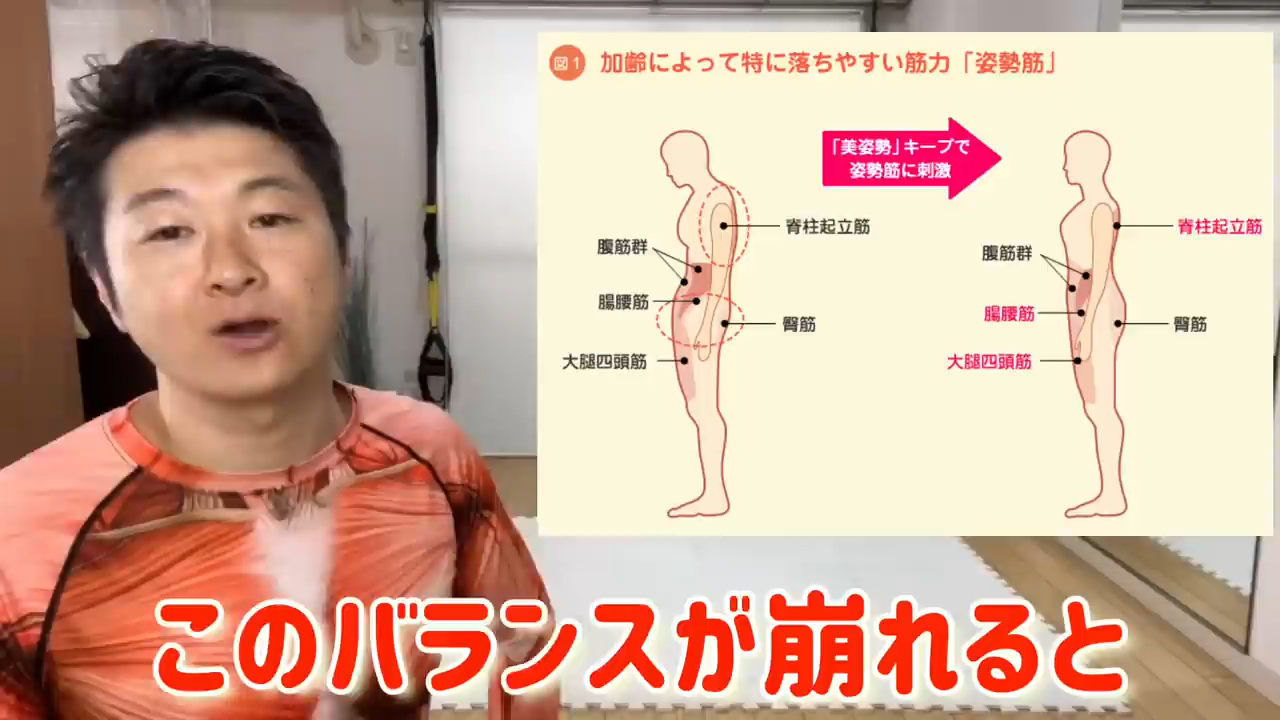 図1 加齢によって特に落ちやすい筋力「姿勢筋」
「美姿勢」キープで
姿勢筋に刺激
脊柱起立筋
腹筋群
腸腰筋
臀筋
大腿四頭筋
脊柱起立筋
腹筋群
腸腰筋
臀筋
大腿四頭筋
このバランスが崩れると